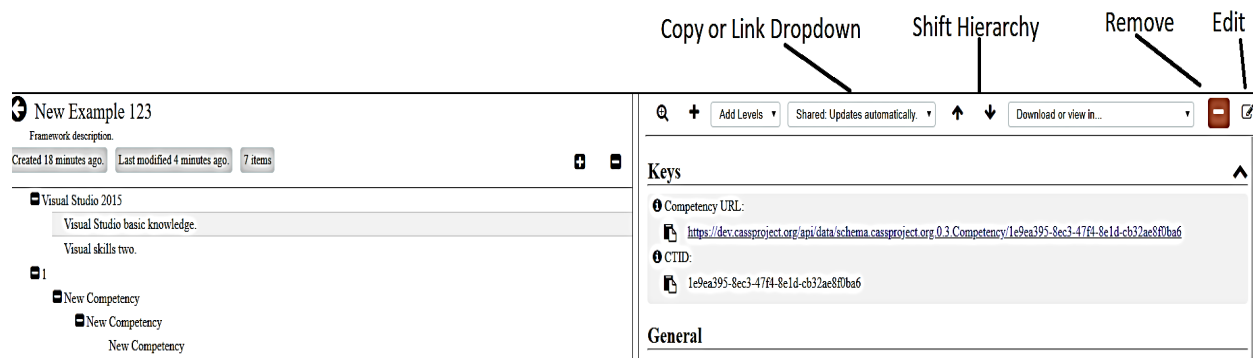 Copy or Link Dropdown Shift Hierarchy Remove Edit
New Example 123
Framework description.
Created 18 minutes ago. Last modified 4 minutes ago. 7 items
Visual Studio 2015
Visual Studio basic knowledge.
Visual skills two.
1
New Competency
New Competency
New Competency
Add Levels Shared: Updates automatically. Download or view in...
Keys
Competency URL:
https://dev.cassproject.org/api/data/schema.cassproject.org.0.3.Competency/1e9ea395-8ec3-47f4-8e1d-cb32ae8f0ba6
CTID:
1e9ea395-8ec3-47f4-8e1d-cb32ae8f0ba6
General